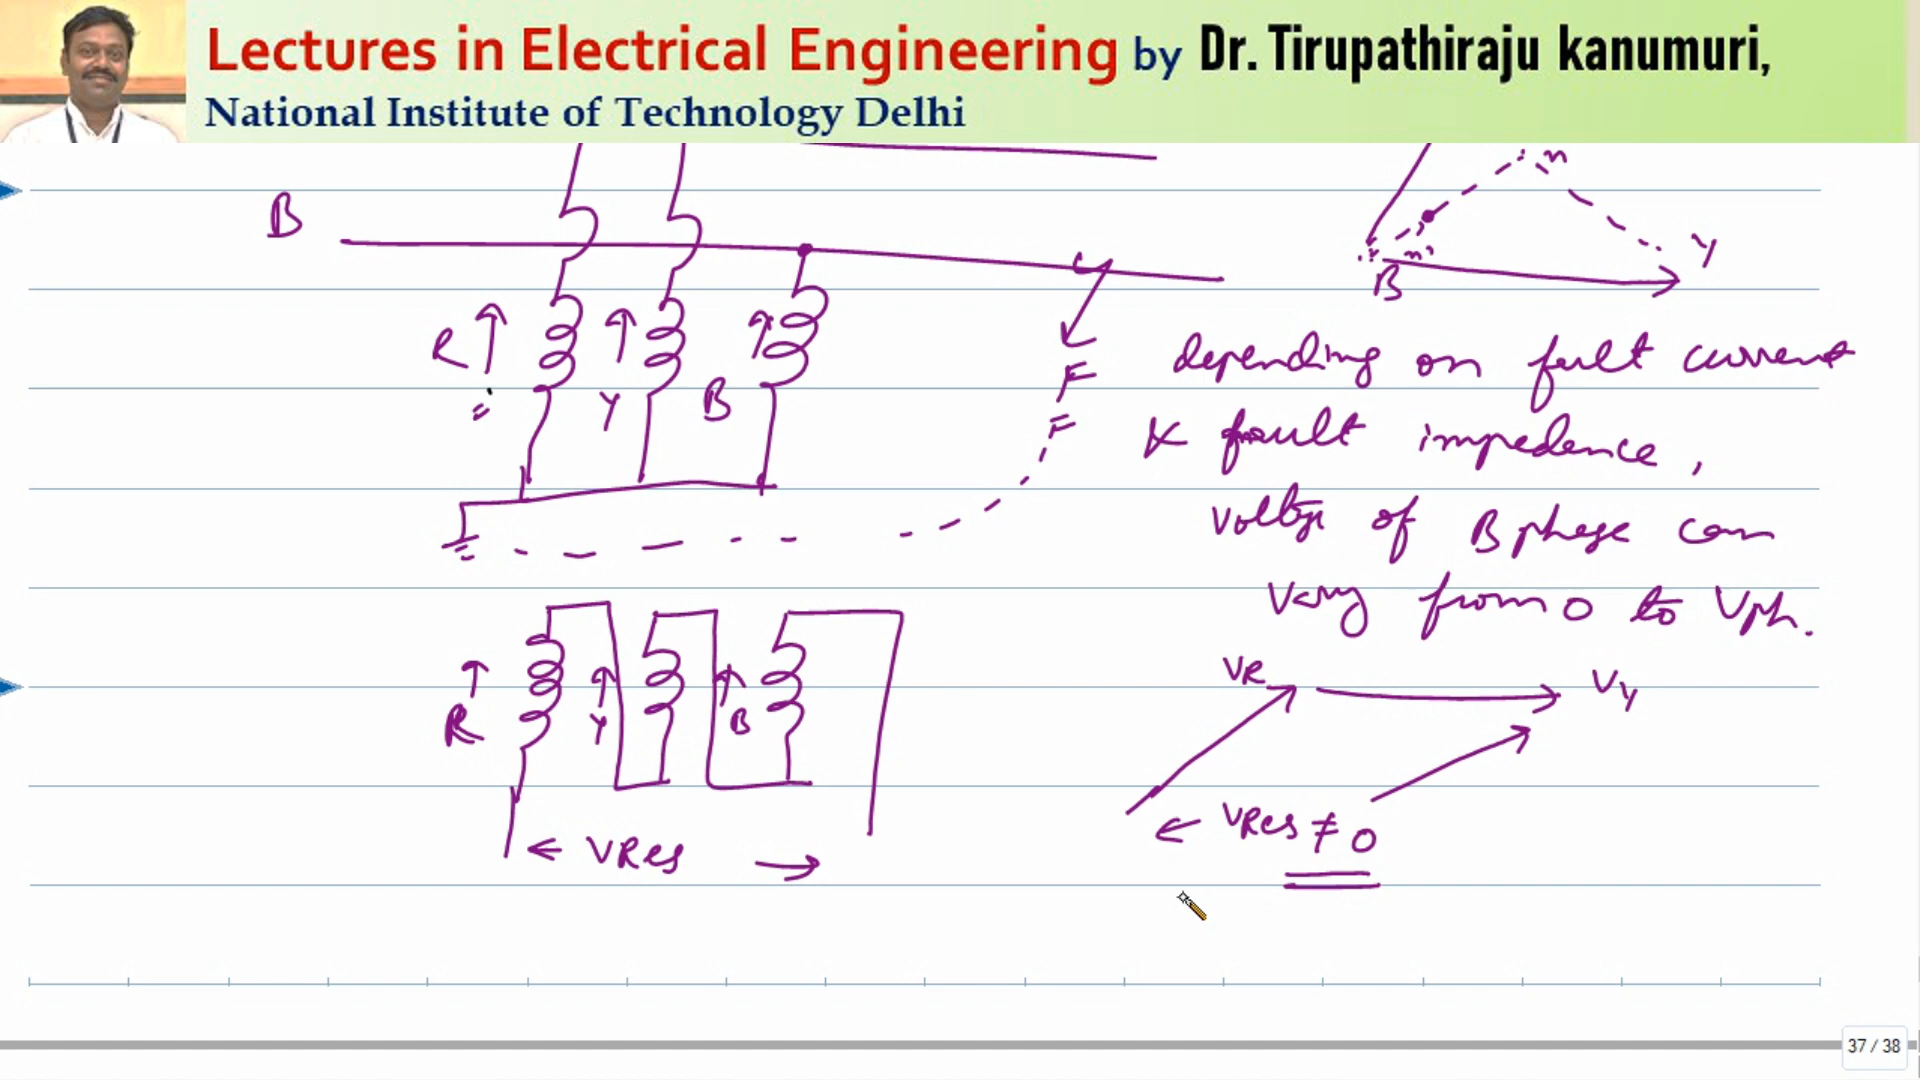 Lectures in Electrical Engineering by Dr. Tirupathiraju kanumuri,
National Institute of Technology Delhi
n
B
Y
n'
B
R
Y
B
F
F
depending on fault current
& fault impedence,
voltage of B phase can
vary from 0 to Vph.
R
Y
B
VR
VY
VRes ≠ 0
← VRes →
37 / 38